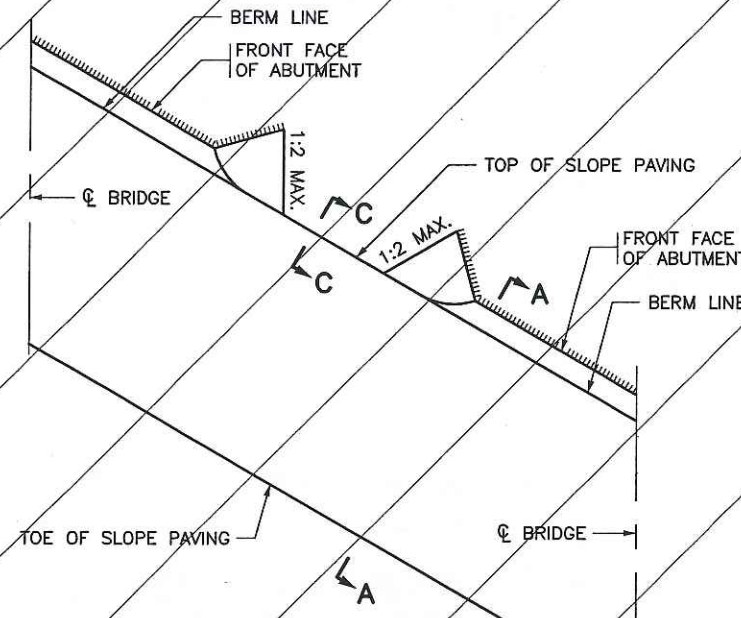 BERM LINE
FRONT FACE
OF ABUTMENT
1:2 MAX.
TOP OF SLOPE PAVING
℄ BRIDGE
C
C
1:2 MAX.
FRONT FACE
OF ABUTMENT
A
BERM LINE
TOE OF SLOPE PAVING
℄ BRIDGE
A